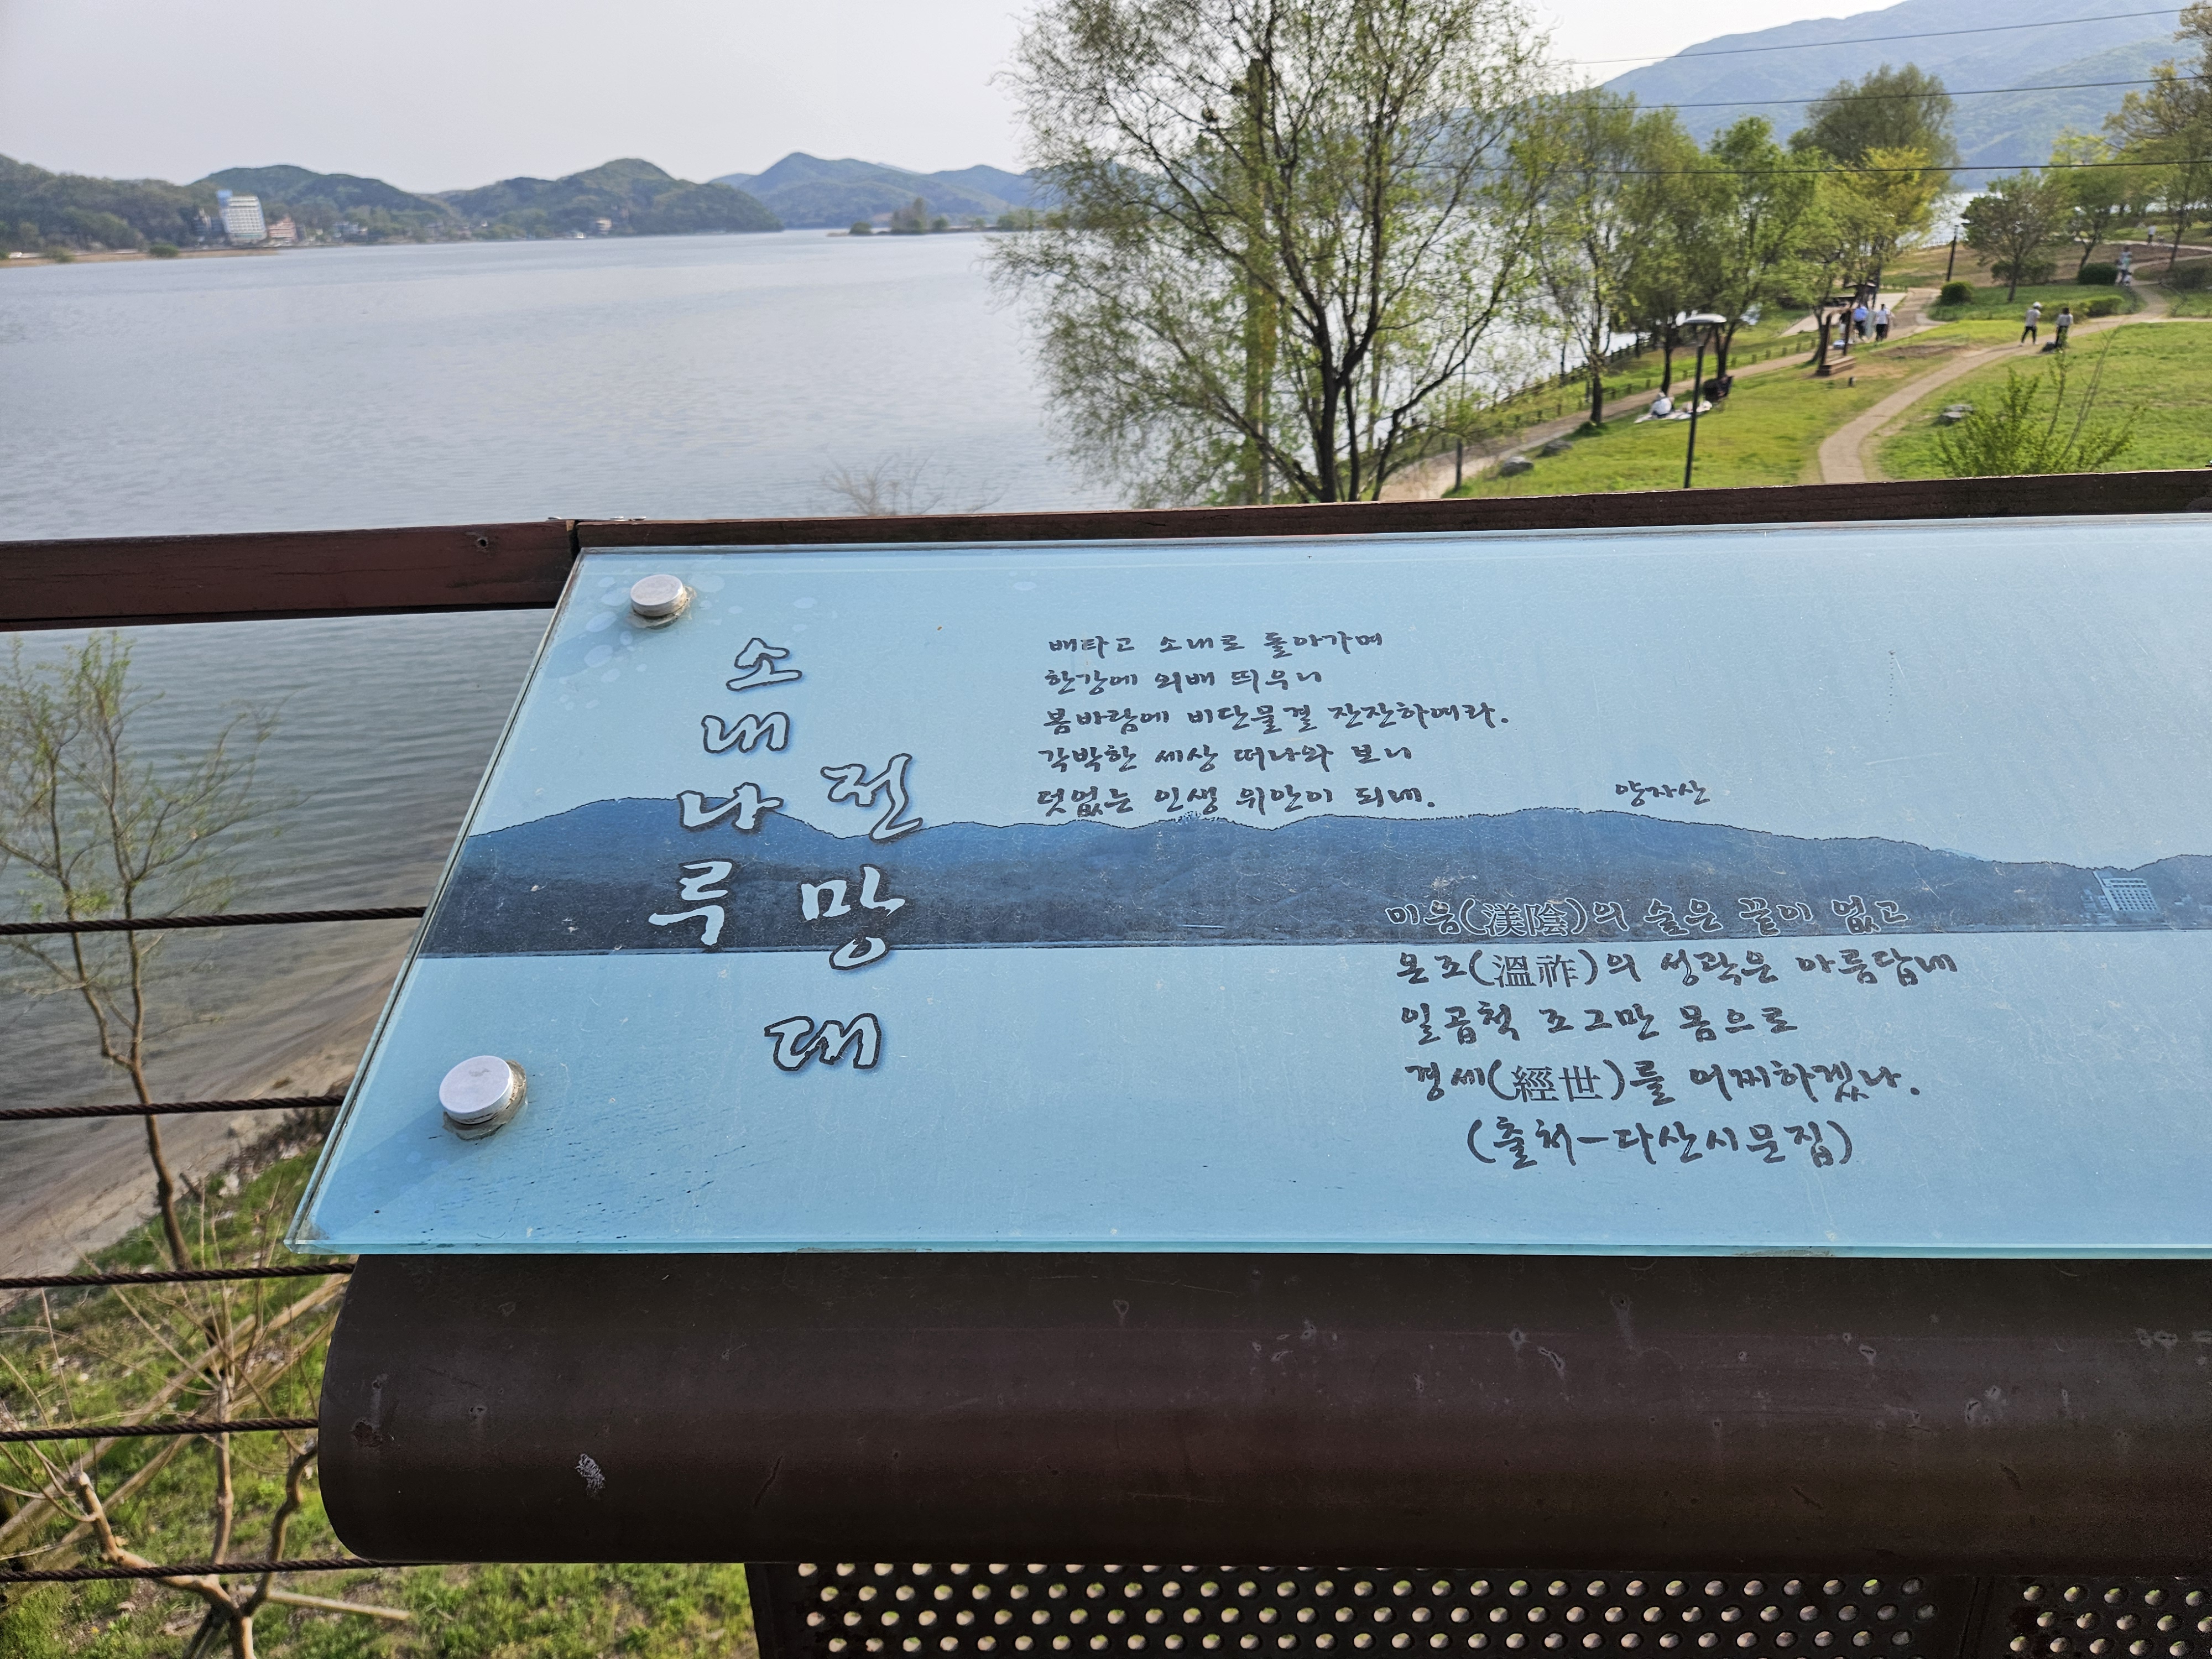 소내나루
전망대
배타고 소내로 돌아가며
한강에 외배 띄우니
봄바람에 비단물결 잔잔하여라.
각박한 세상 떠나와 보니
덧없는 인생 위안이 되네.
양자산
미음(渼陰)의 숲은 끝이 없고
온조(溫祚)의 성곽은 아름답네
일곱척 조그만 몸으로
경세(經世)를 어찌하겠나.
(출처-다산시문집)